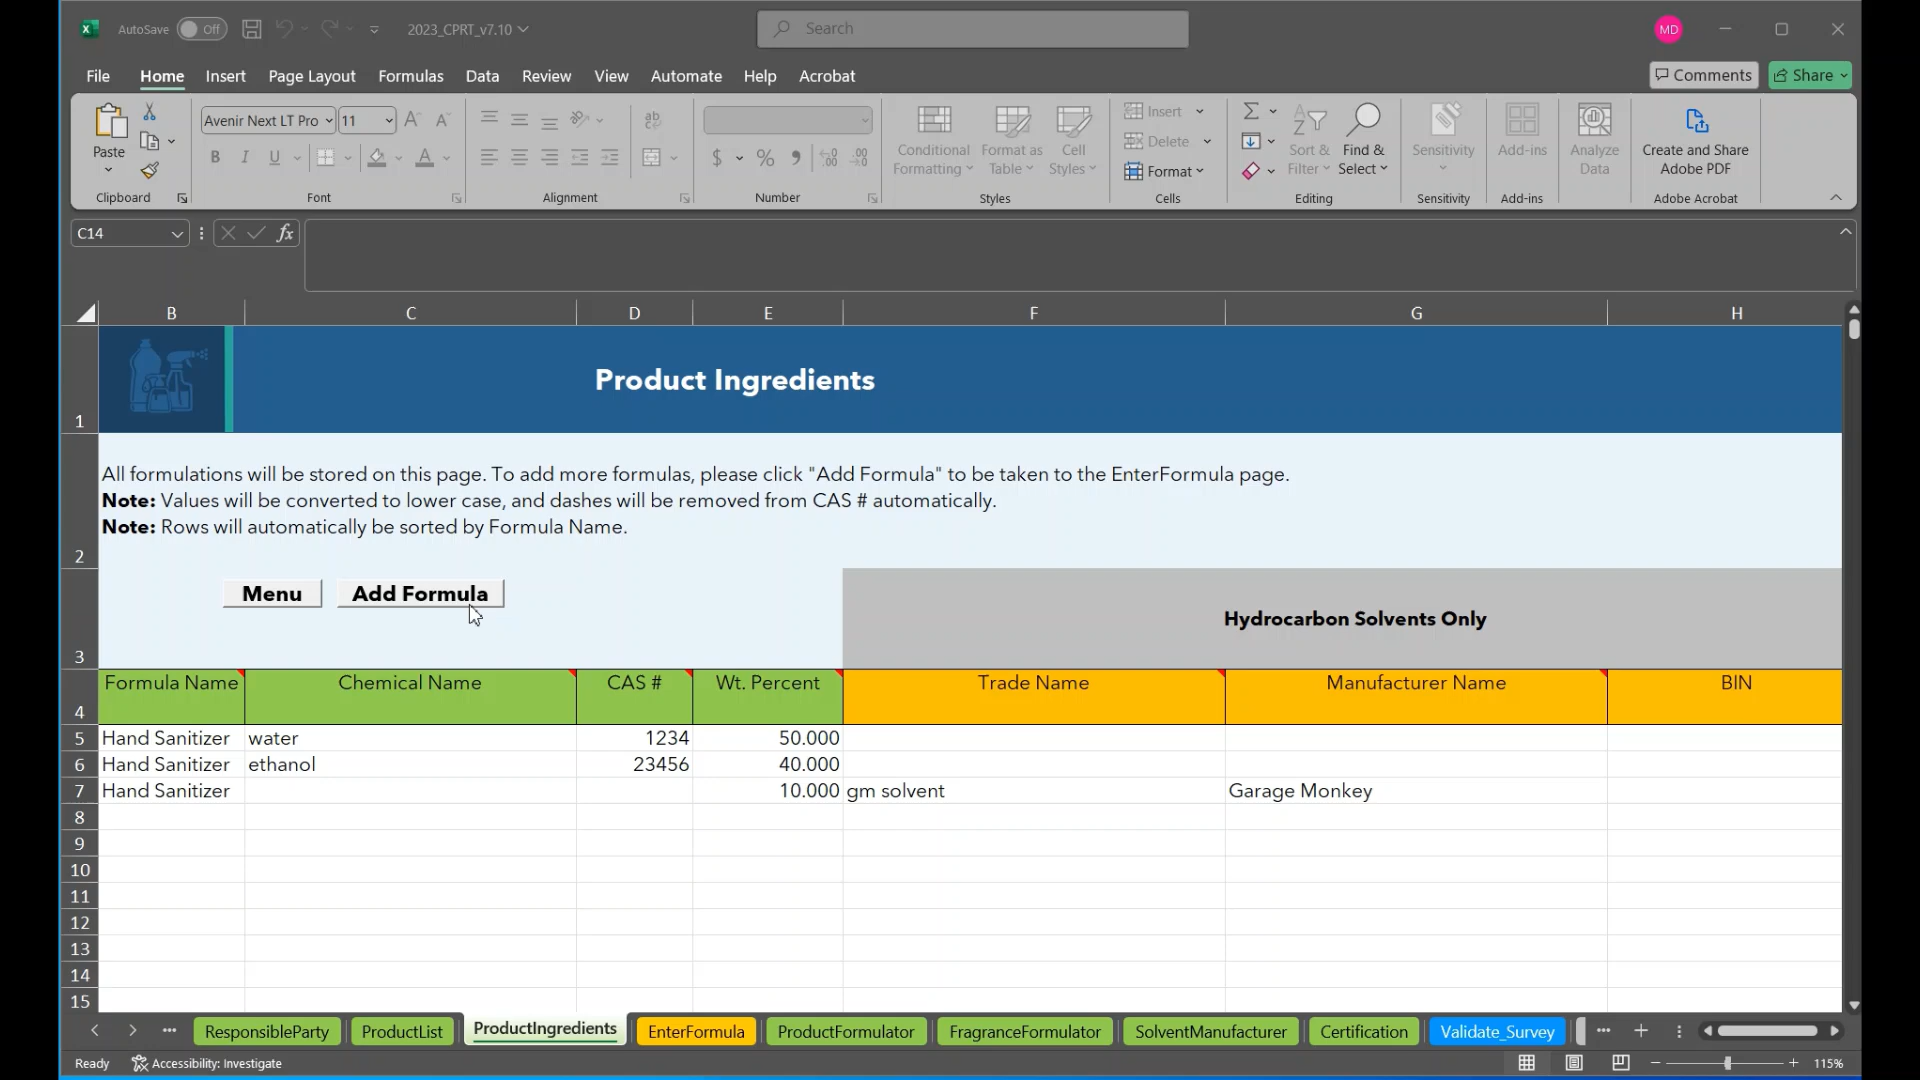 AutoSave Off 2023_CPRT_v7.10 Search MD
File Home Insert Page Layout Formulas Data Review View Automate Help Acrobat Comments Share
Paste
Clipboard
Avenir Next LT Pro 11
B I U A
Font
ab
Alignment
$ % 9 .00
Number
Conditional Formatting
Format as Table
Cell Styles
Styles
Insert
Delete
Format
Cells
Sort & Filter
Find & Select
Editing
Sensitivity
Sensitivity
Add-ins
Add-ins
Analyze Data
Create and Share Adobe PDF
Adobe Acrobat
C14 fx
B C D E F G H
1 Product Ingredients
All formulations will be stored on this page. To add more formulas, please click "Add Formula" to be taken to the EnterFormula page.
Note: Values will be converted to lower case, and dashes will be removed from CAS # automatically.
Note: Rows will automatically be sorted by Formula Name.
2
Menu Add Formula
Hydrocarbon Solvents Only
3
4 Formula Name Chemical Name CAS # Wt. Percent Trade Name Manufacturer Name BIN
5 Hand Sanitizer water 1234 50.000
6 Hand Sanitizer ethanol 23456 40.000
7 Hand Sanitizer 10.000 gm solvent Garage Monkey
8
9
10
11
12
13
14
15
ResponsibleParty ProductList ProductIngredients EnterFormula ProductFormulator FragranceFormulator SolventManufacturer Certification Validate_Survey
Ready Accessibility: Investigate 115%